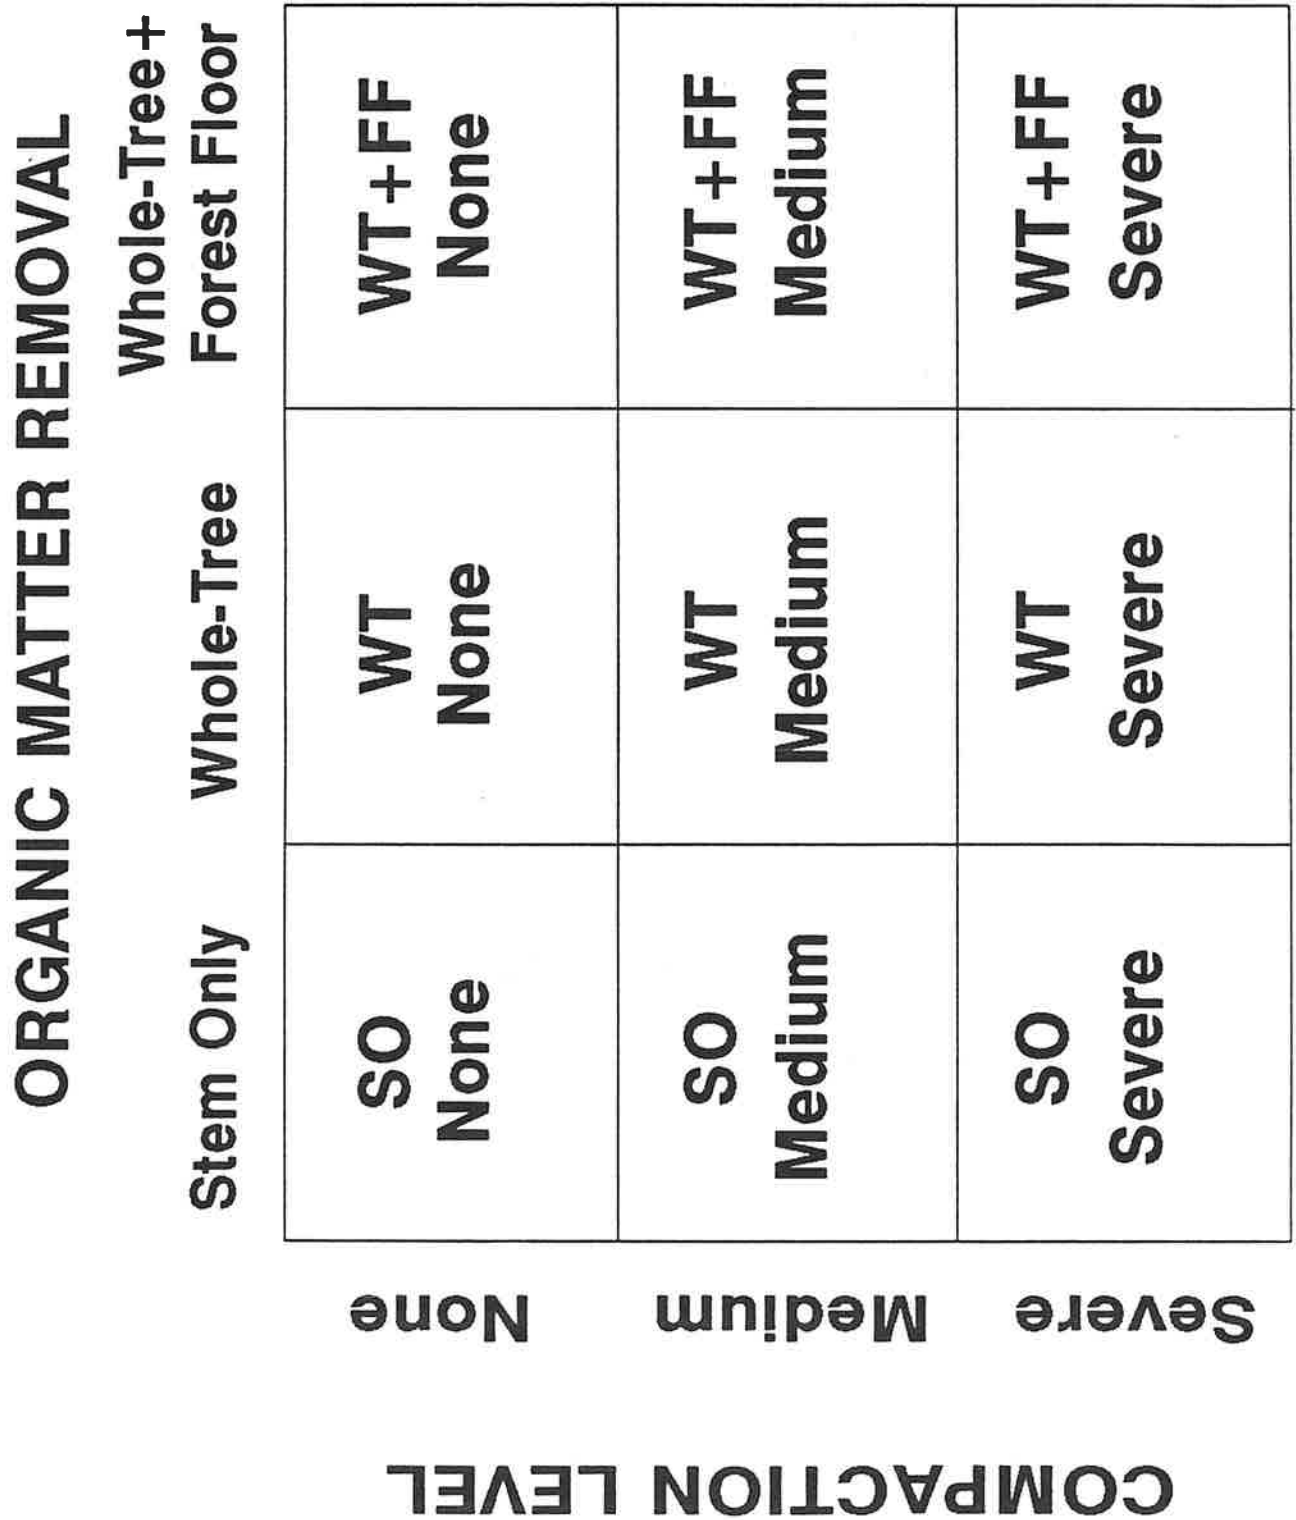 ORGANIC MATTER REMOVAL
Whole-Tree+
Stem Only Whole-Tree Forest Floor
COMPACTION LEVEL
None
SO
None
WT
None
WT+FF
None
Medium
SO
Medium
WT
Medium
WT+FF
Medium
Severe
SO
Severe
WT
Severe
WT+FF
Severe